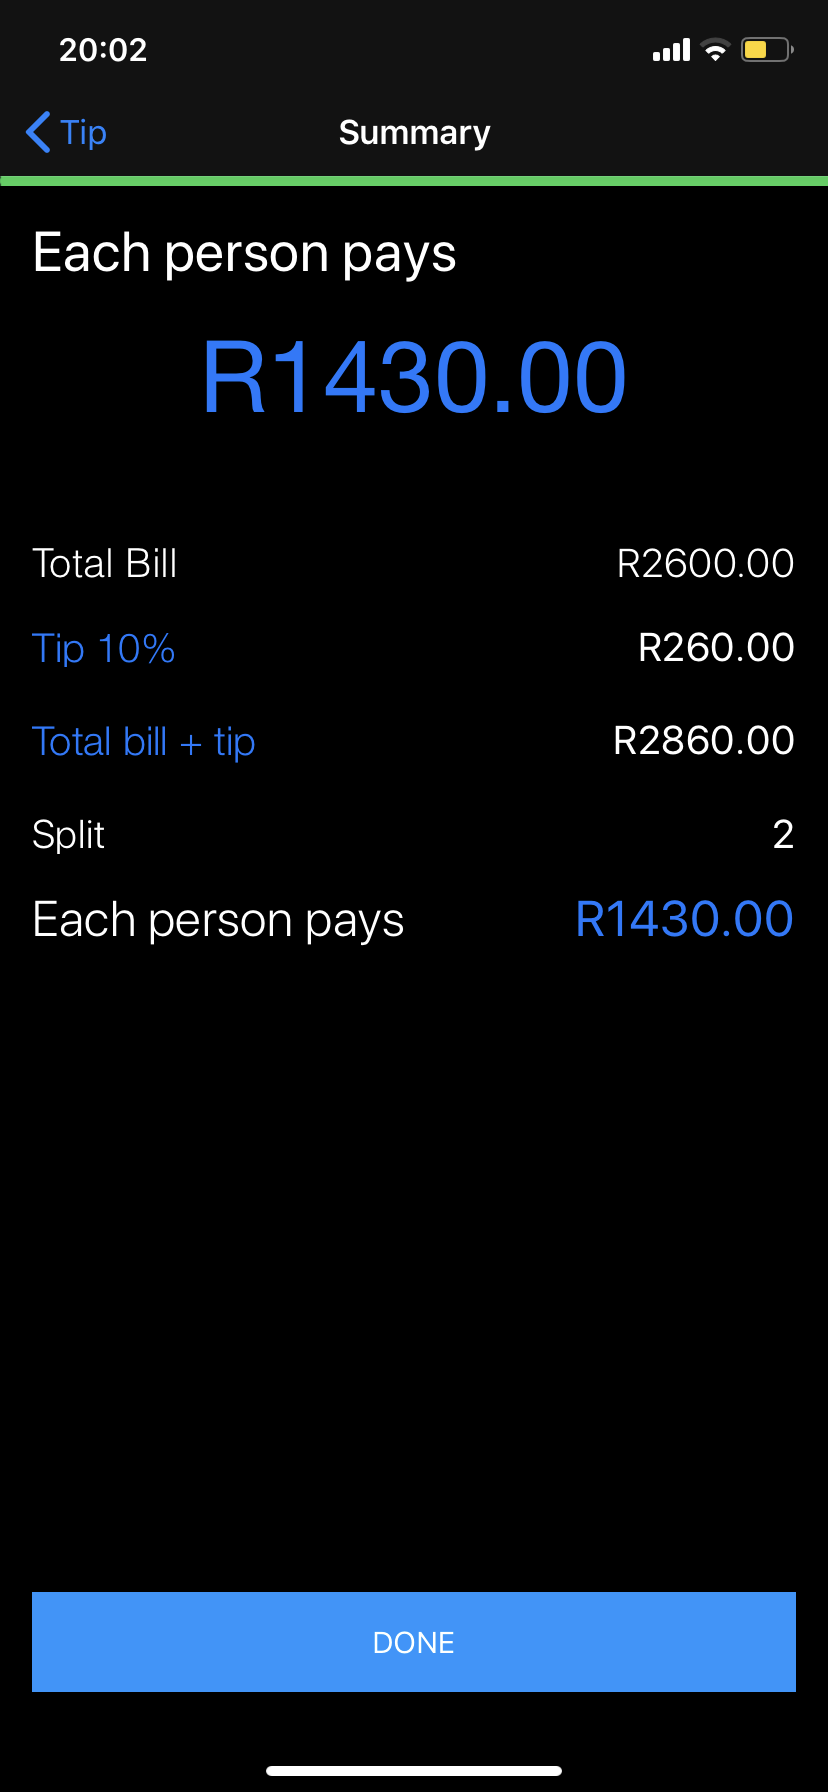 20:02
Tip Summary
Each person pays
R1430.00
Total Bill R2600.00
Tip 10% R260.00
Total bill + tip R2860.00
Split 2
Each person pays R1430.00
DONE